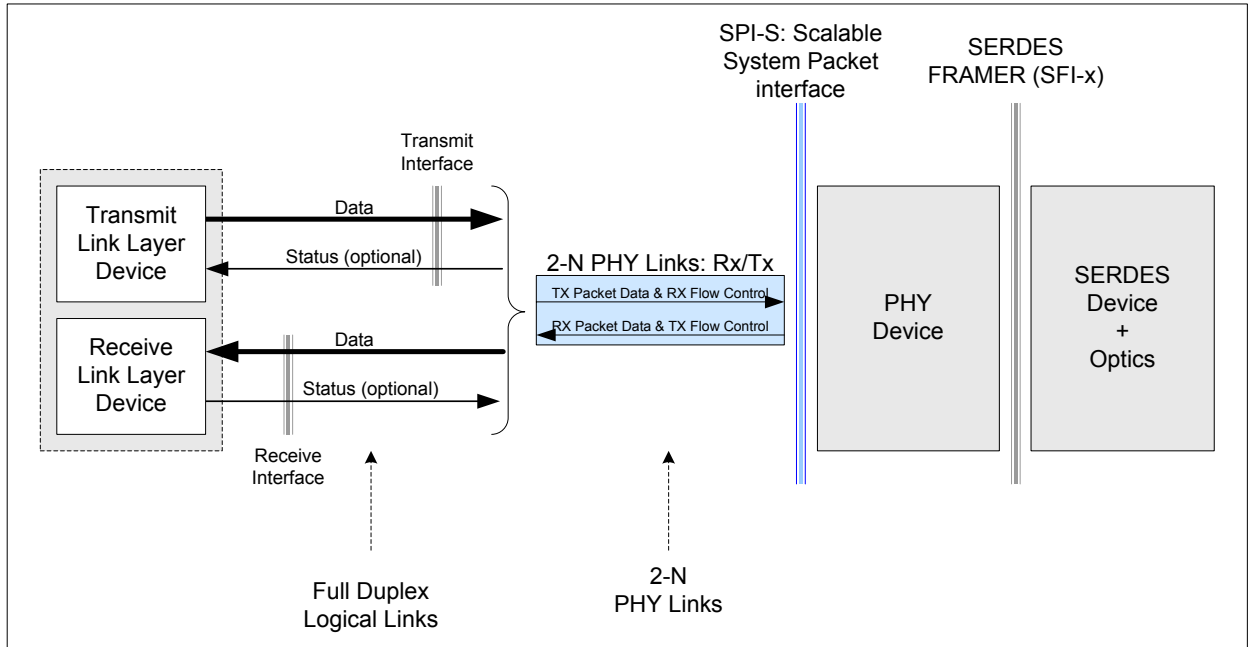 SPI-S: Scalable
System Packet
interface
SERDES
FRAMER (SFI-x)
Transmit
Interface
Transmit
Link Layer
Device
Data
Status (optional)
2-N PHY Links: Rx/Tx
TX Packet Data & RX Flow Control
RX Packet Data & TX Flow Control
Receive
Link Layer
Device
Data
Status (optional)
PHY
Device
SERDES
Device
+
Optics
Receive
Interface
Full Duplex
Logical Links
2-N
PHY Links